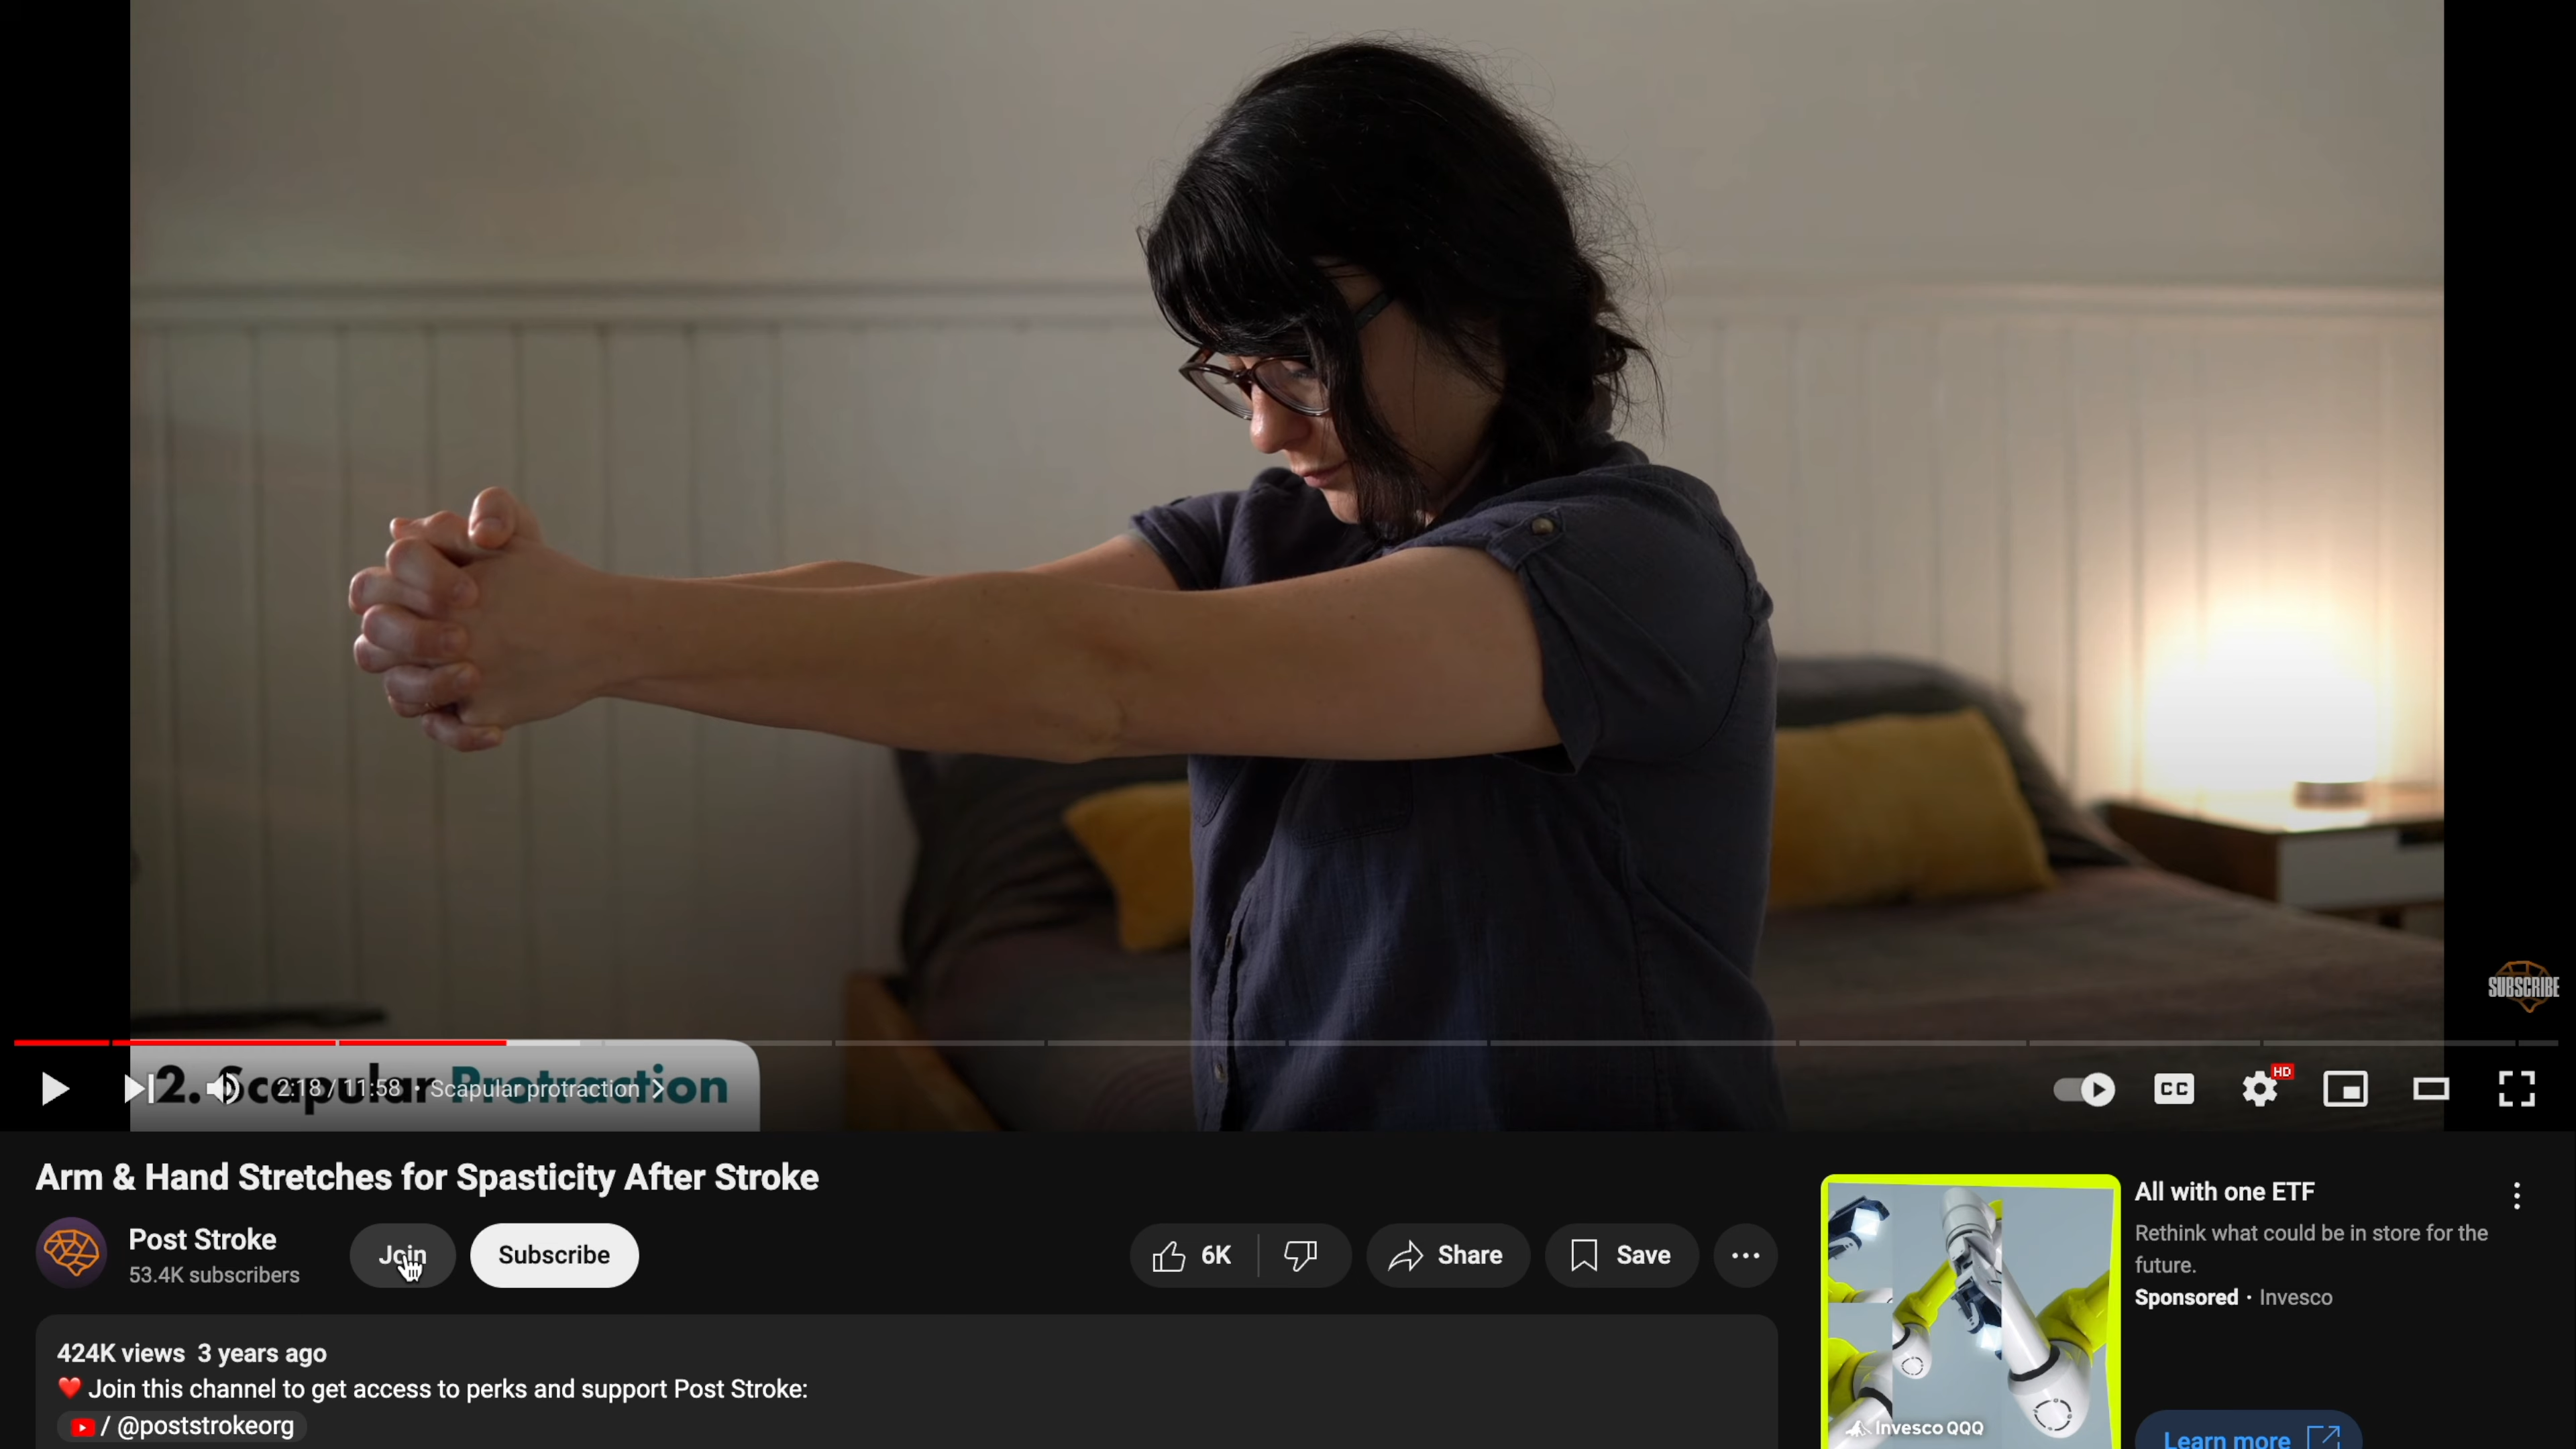 SUBSCRIBE
2. Scapular Protraction
2:18 / 11:58 • Scapular protraction >
CC
HD
Arm & Hand Stretches for Spasticity After Stroke
Post Stroke
53.4K subscribers
Join
Subscribe
6K
Share
Save
424K views 3 years ago
❤️ Join this channel to get access to perks and support Post Stroke:
/ @poststrokeorg
Invesco QQQ
All with one ETF
Rethink what could be in store for the
future.
Sponsored • Invesco
Learn more